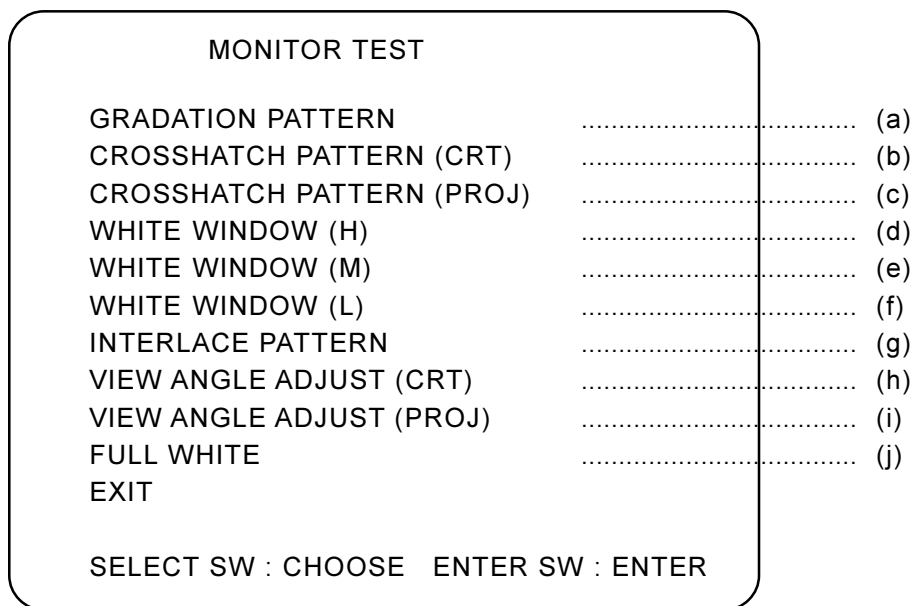 MONITOR TEST
GRADATION PATTERN .................................... (a)
CROSSHATCH PATTERN (CRT) .................................... (b)
CROSSHATCH PATTERN (PROJ) .................................... (c)
WHITE WINDOW (H) .................................... (d)
WHITE WINDOW (M) .................................... (e)
WHITE WINDOW (L) .................................... (f)
INTERLACE PATTERN .................................... (g)
VIEW ANGLE ADJUST (CRT) .................................... (h)
VIEW ANGLE ADJUST (PROJ) .................................... (i)
FULL WHITE .................................... (j)
EXIT
SELECT SW : CHOOSE ENTER SW : ENTER